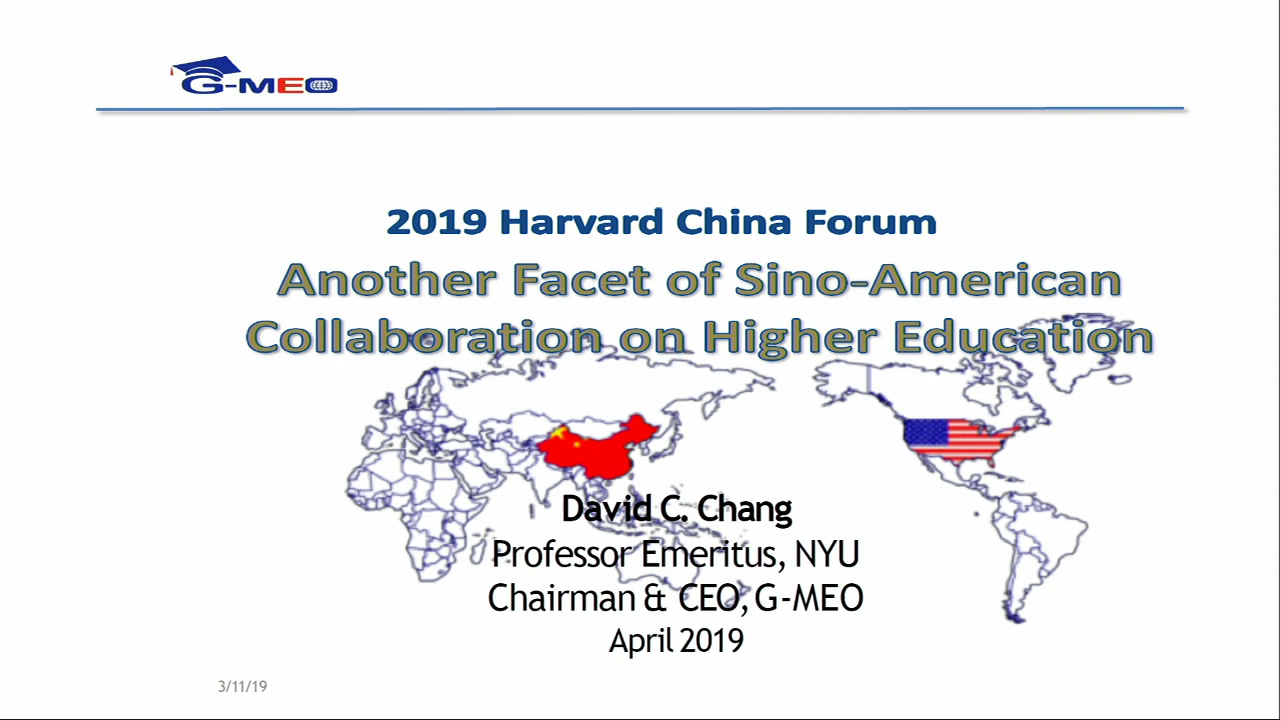 G-MEO
2019 Harvard China Forum
Another Facet of Sino-American
Collaboration on Higher Education
David C. Chang
Professor Emeritus, NYU
Chairman & CEO, G-MEO
April 2019
3/11/19